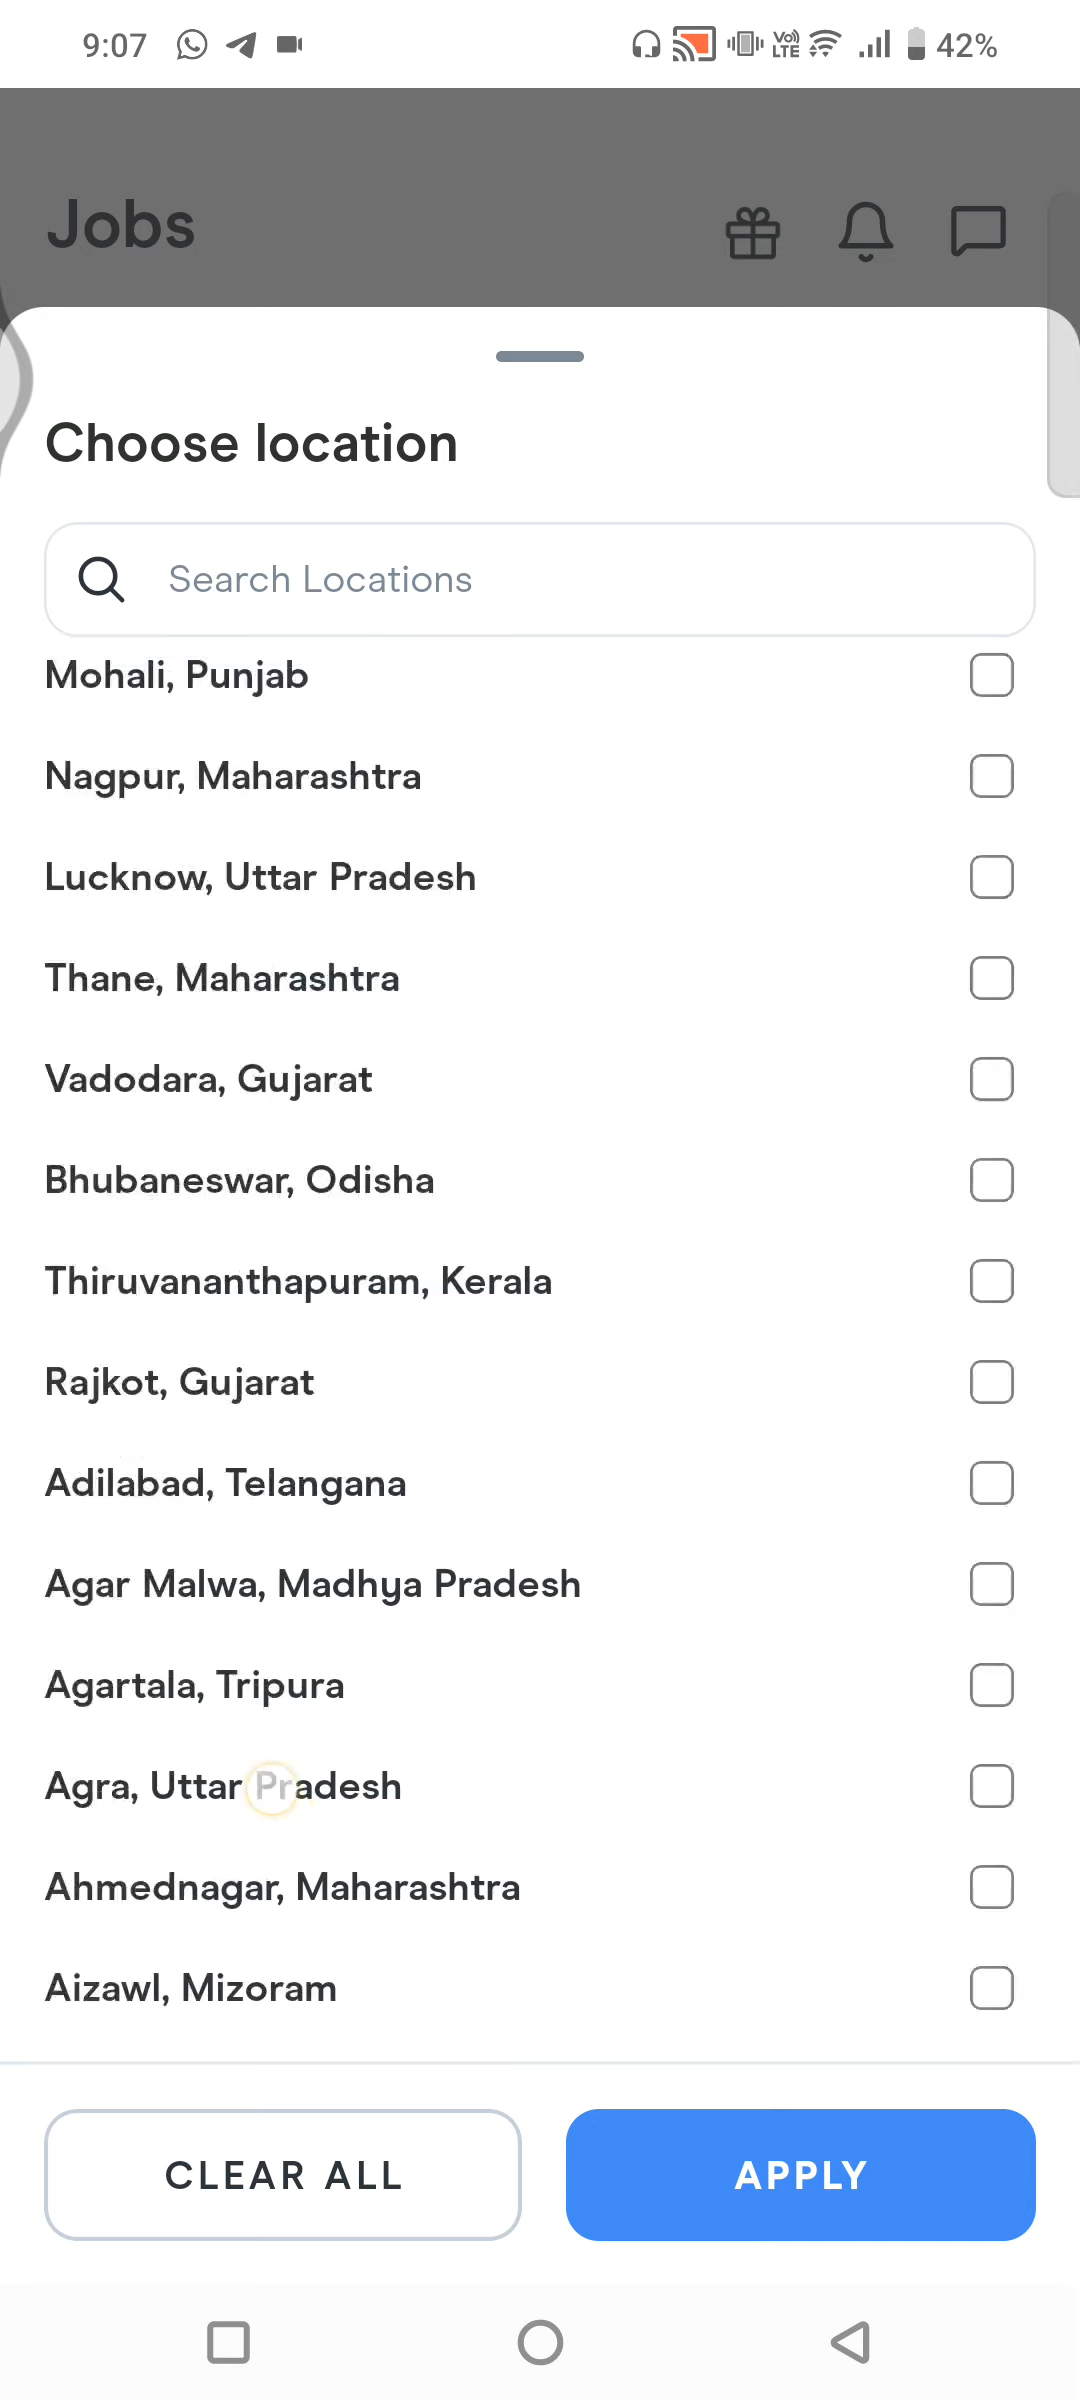 9:07 Vo) LTE 42%
Jobs
Choose location
Search Locations
Mohali, Punjab
Nagpur, Maharashtra
Lucknow, Uttar Pradesh
Thane, Maharashtra
Vadodara, Gujarat
Bhubaneswar, Odisha
Thiruvananthapuram, Kerala
Rajkot, Gujarat
Adilabad, Telangana
Agar Malwa, Madhya Pradesh
Agartala, Tripura
Agra, Uttar Pradesh
Ahmednagar, Maharashtra
Aizawl, Mizoram
CLEAR ALL
APPLY